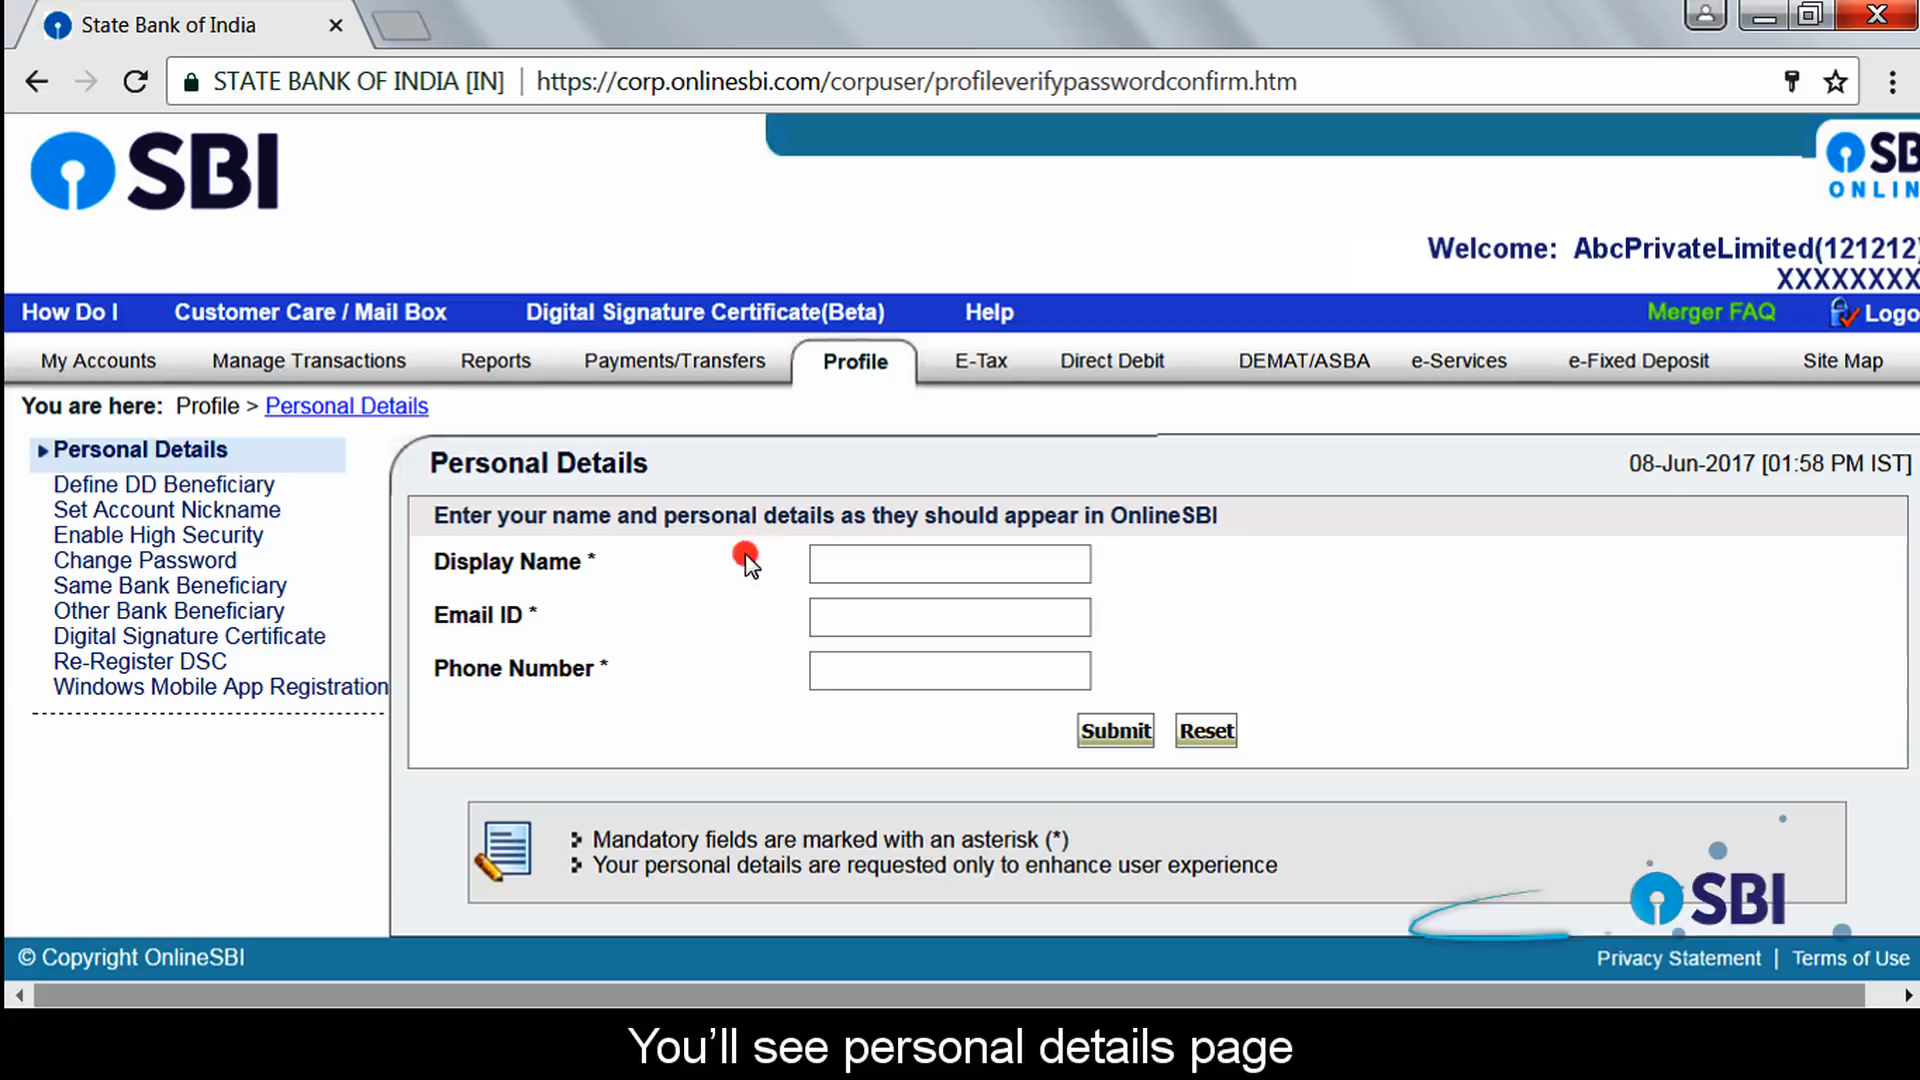 State Bank of India
STATE BANK OF INDIA [IN] https://corp.onlinesbi.com/corpuser/profileverifypasswordconfirm.htm
SBI
SB
ONLIN
Welcome: AbcPrivateLimited(121212)
XXXXXXXX
How Do I Customer Care / Mail Box Digital Signature Certificate(Beta) Help Merger FAQ Logo
My Accounts Manage Transactions Reports Payments/Transfers Profile E-Tax Direct Debit DEMAT/ASBA e-Services e-Fixed Deposit Site Map
You are here: Profile > Personal Details
Personal Details
Define DD Beneficiary
Set Account Nickname
Enable High Security
Change Password
Same Bank Beneficiary
Other Bank Beneficiary
Digital Signature Certificate
Re-Register DSC
Windows Mobile App Registration
Personal Details 08-Jun-2017 [01:58 PM IST]
Enter your name and personal details as they should appear in OnlineSBI
Display Name *
Email ID *
Phone Number *
Submit Reset
Mandatory fields are marked with an asterisk (*)
Your personal details are requested only to enhance user experience
SBI
© Copyright OnlineSBI Privacy Statement | Terms of Use
You'll see personal details page